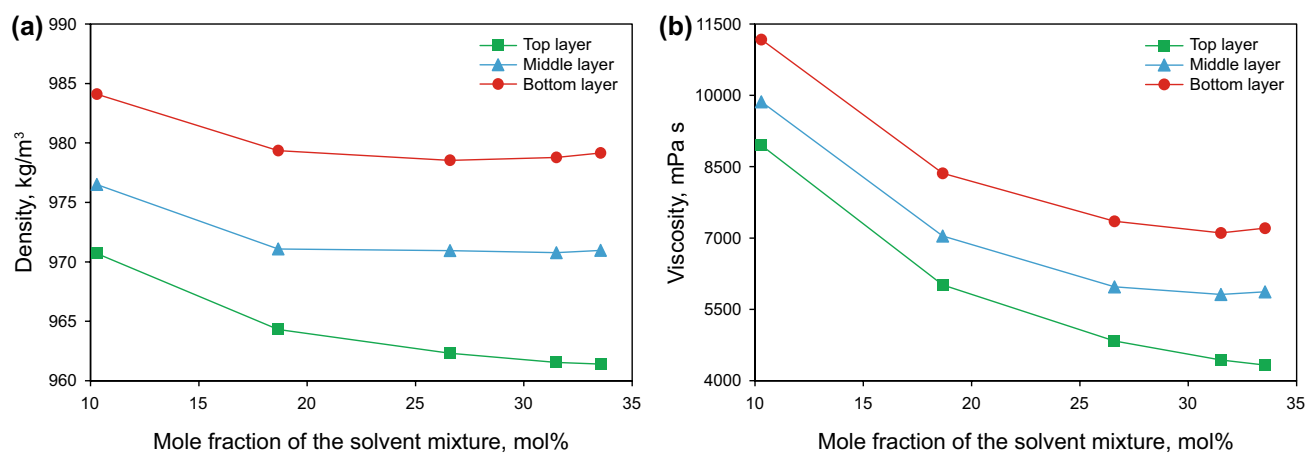 (a)
990
985
980
975
970
965
960
Density, kg/m³
Top layer
Middle layer
Bottom layer
10 15 20 25 30 35
Mole fraction of the solvent mixture, mol%
(b)
11500
10000
8500
7000
5500
4000
Viscosity, mPa s
Top layer
Middle layer
Bottom layer
10 15 20 25 30 35
Mole fraction of the solvent mixture, mol%